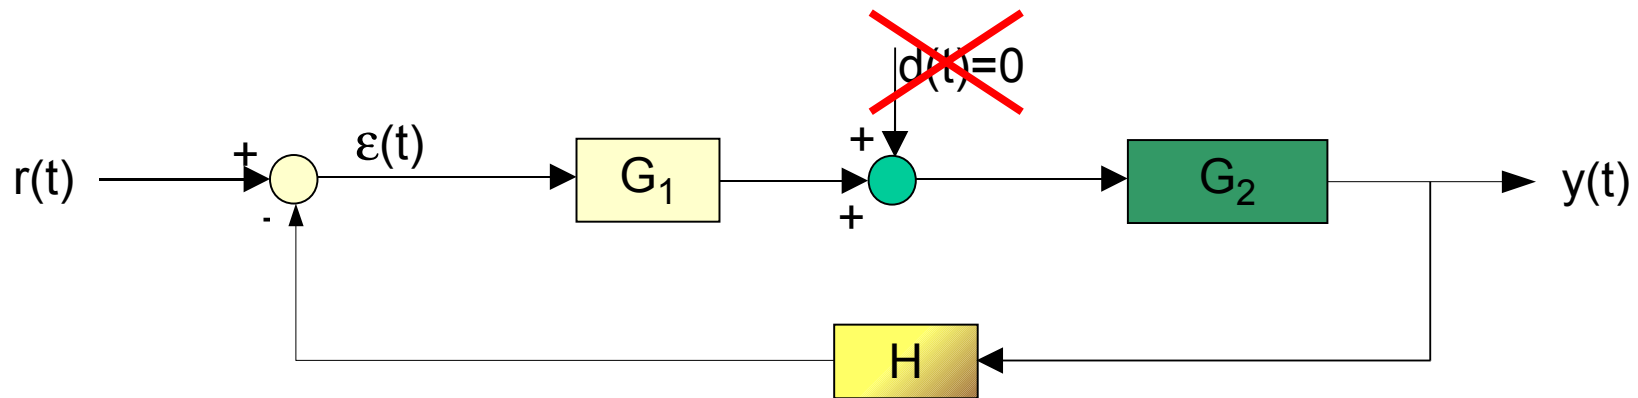 d(t)=0
+
+ ε(t)
r(t) G₁ G₂ y(t)
- +
H